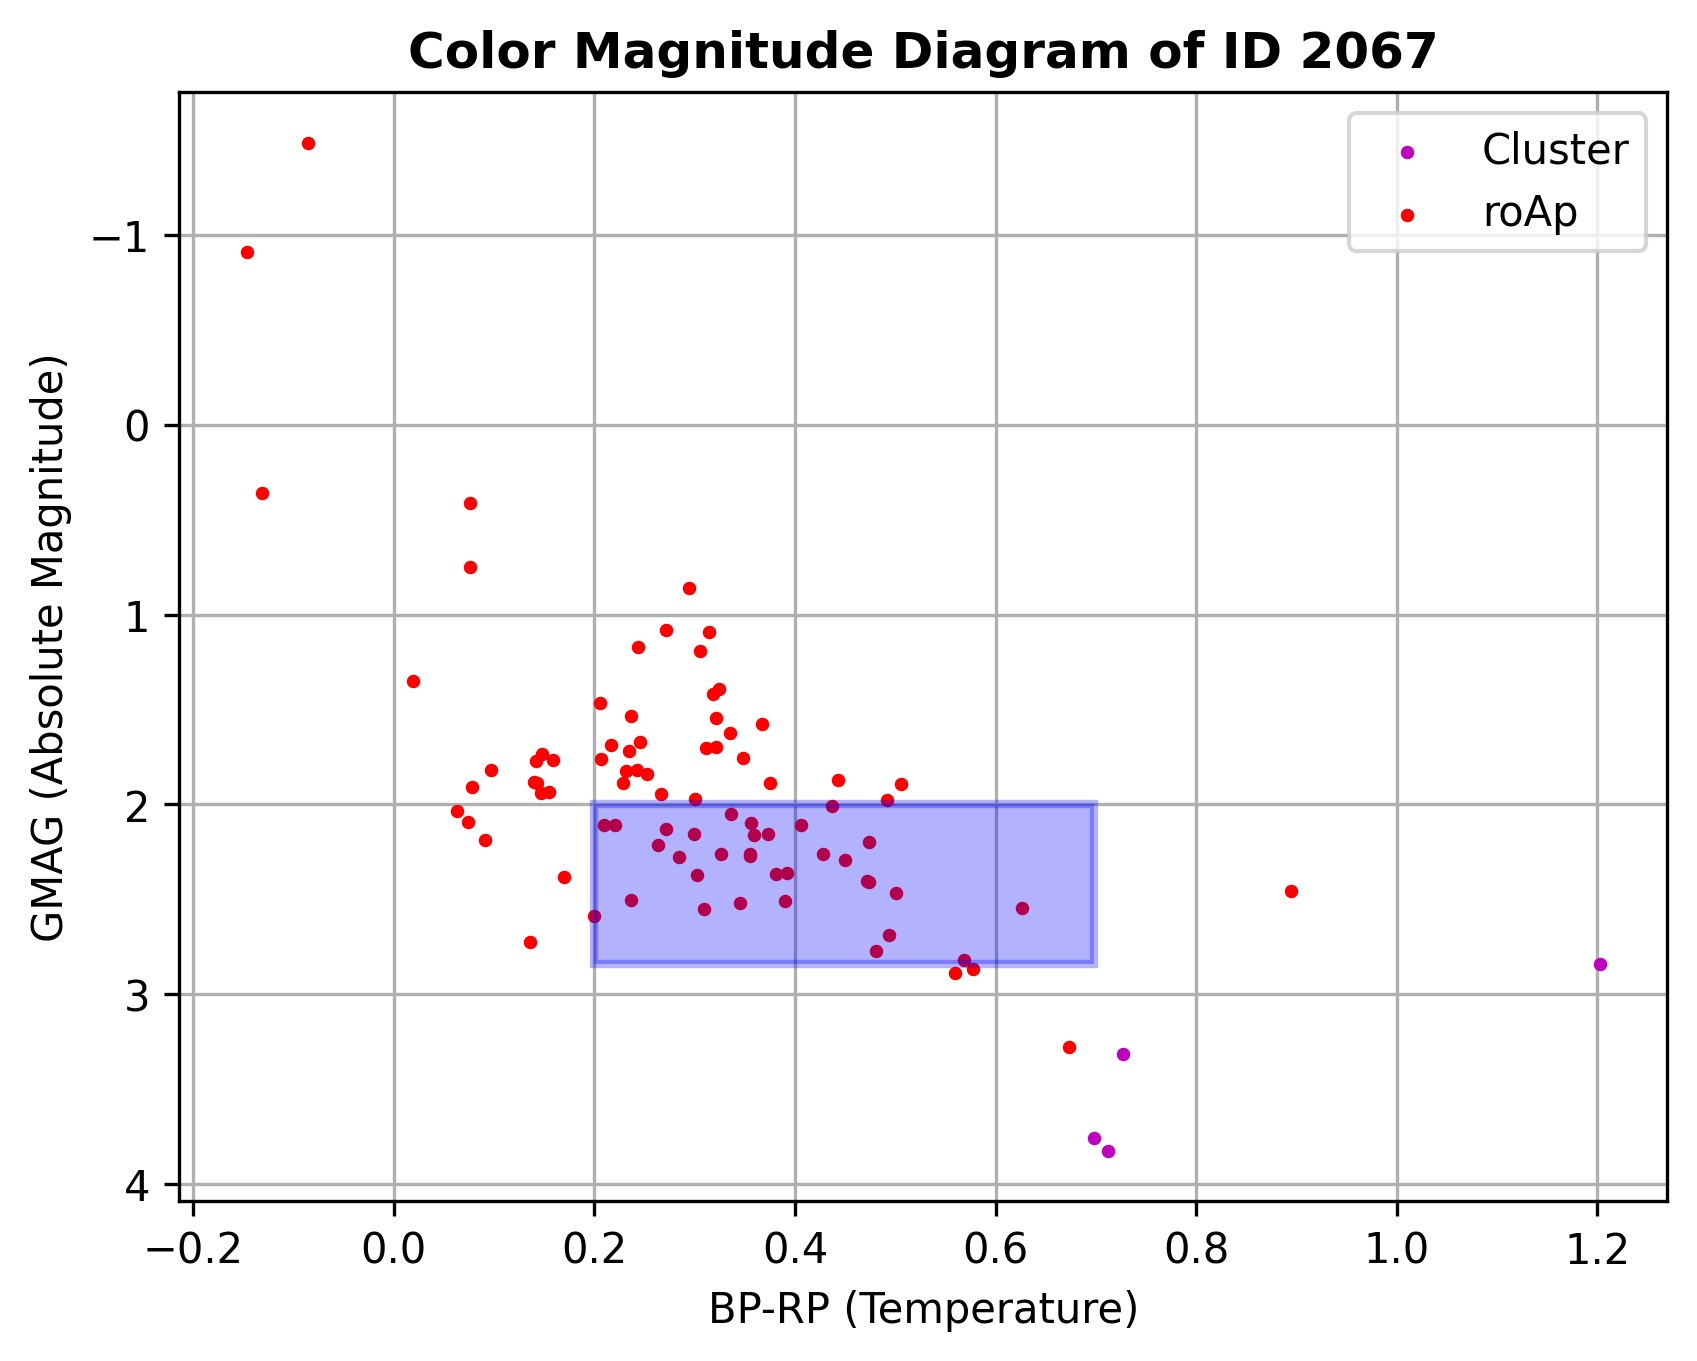 Color Magnitude Diagram of ID 2067
Cluster
roAp
GMAG (Absolute Magnitude)
−1
0
1
2
3
4
−0.2 0.0 0.2 0.4 0.6 0.8 1.0 1.2
BP-RP (Temperature)